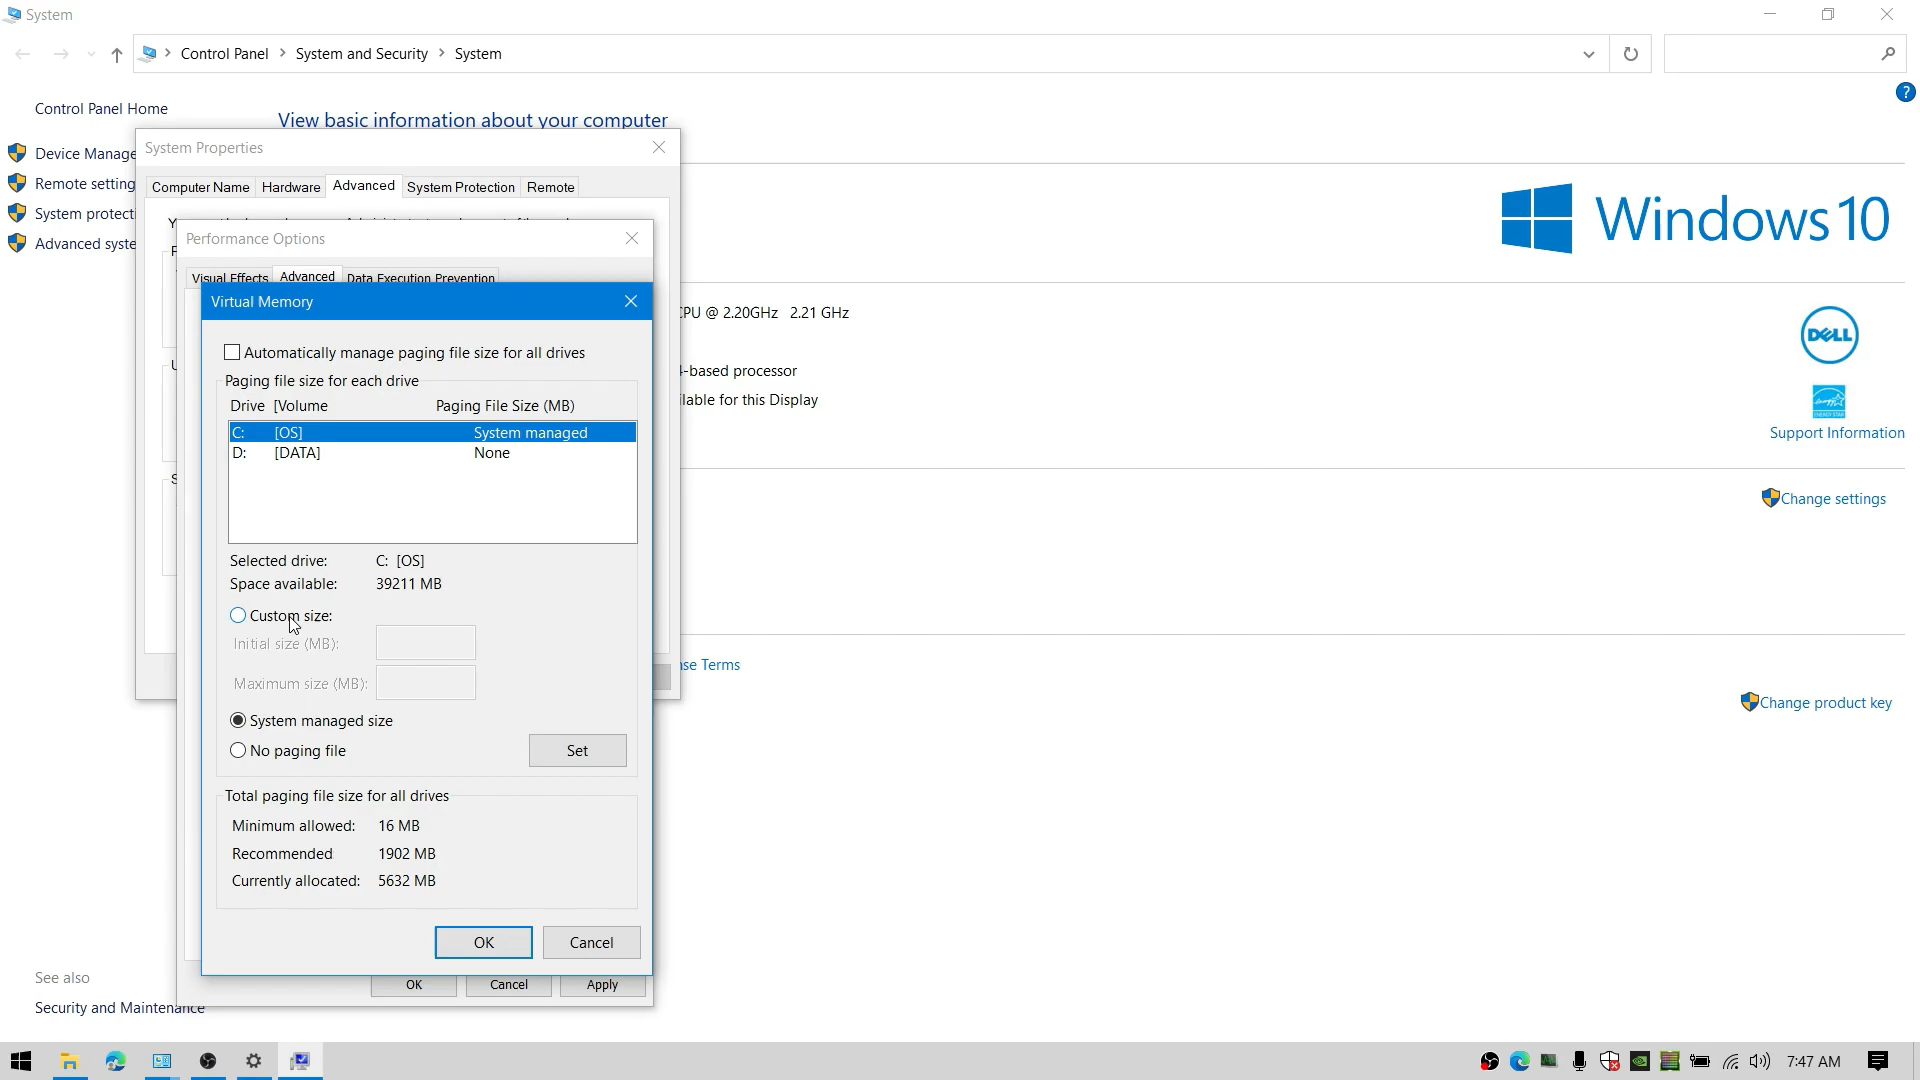 System
Control Panel > System and Security > System
Control Panel Home
View basic information about your computer
Device Manage
Remote setting
System protecti
Advanced syste
System Properties
Computer Name Hardware Advanced System Protection Remote
Performance Options
Visual Effects Advanced Data Execution Prevention
Virtual Memory
Automatically manage paging file size for all drives
Paging file size for each drive
Drive [Volume Paging File Size (MB)
C: [OS] System managed
D: [DATA] None
Selected drive: C: [OS]
Space available: 39211 MB
Custom size:
Initial size (MB):
Maximum size (MB):
System managed size
No paging file
Set
Total paging file size for all drives
Minimum allowed: 16 MB
Recommended 1902 MB
Currently allocated: 5632 MB
OK Cancel
OK Cancel Apply
Windows 10
CPU @ 2.20GHz 2.21 GHz
-based processor
ilable for this Display
DELL
Support Information
Change settings
nse Terms
Change product key
See also
Security and Maintenance
7:47 AM